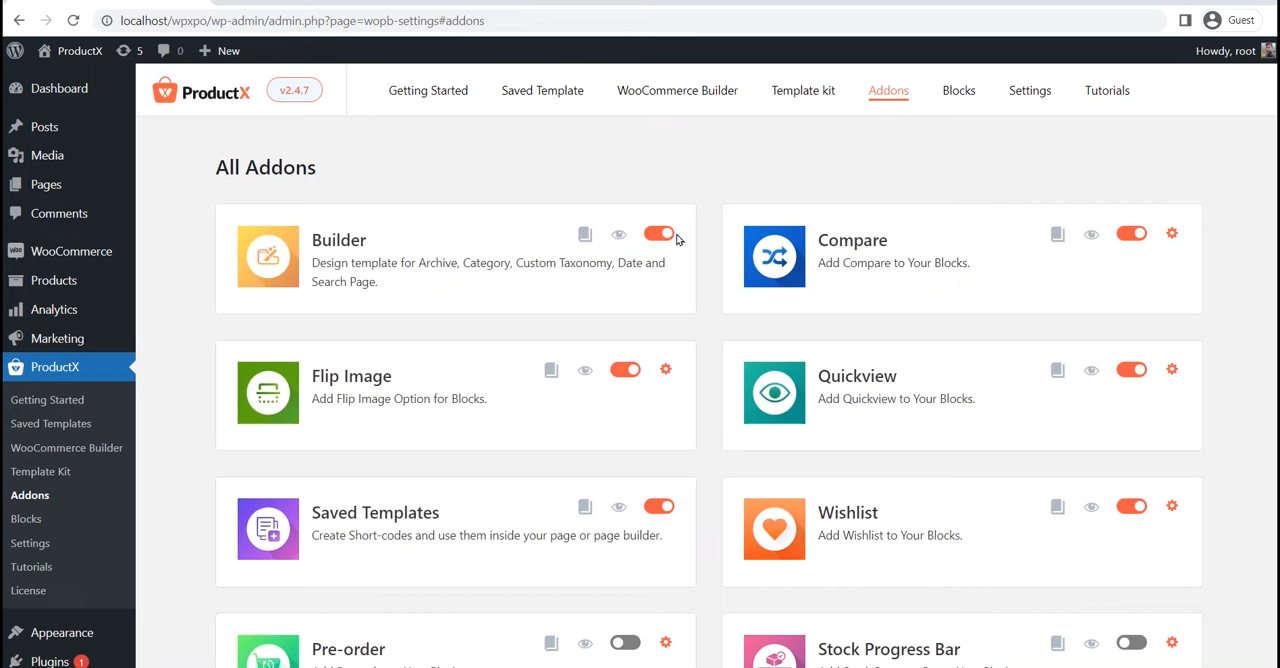 localhost/wpxpo/wp-admin/admin.php?page=wopb-settings#addons
Guest
ProductX
5
0
New
Howdy, root
Dashboard
Posts
Media
Pages
Comments
WooCommerce
Products
Analytics
Marketing
ProductX
Getting Started
Saved Templates
WooCommerce Builder
Template Kit
Addons
Blocks
Settings
Tutorials
License
Appearance
Plugins 1
ProductX
v2.4.7
Getting Started
Saved Template
WooCommerce Builder
Template kit
Addons
Blocks
Settings
Tutorials
All Addons
Builder
Design template for Archive, Category, Custom Taxonomy, Date and
Search Page.
Compare
Add Compare to Your Blocks.
Flip Image
Add Flip Image Option for Blocks.
Quickview
Add Quickview to Your Blocks.
Saved Templates
Create Short-codes and use them inside your page or page builder.
Wishlist
Add Wishlist to Your Blocks.
Pre-order
Stock Progress Bar